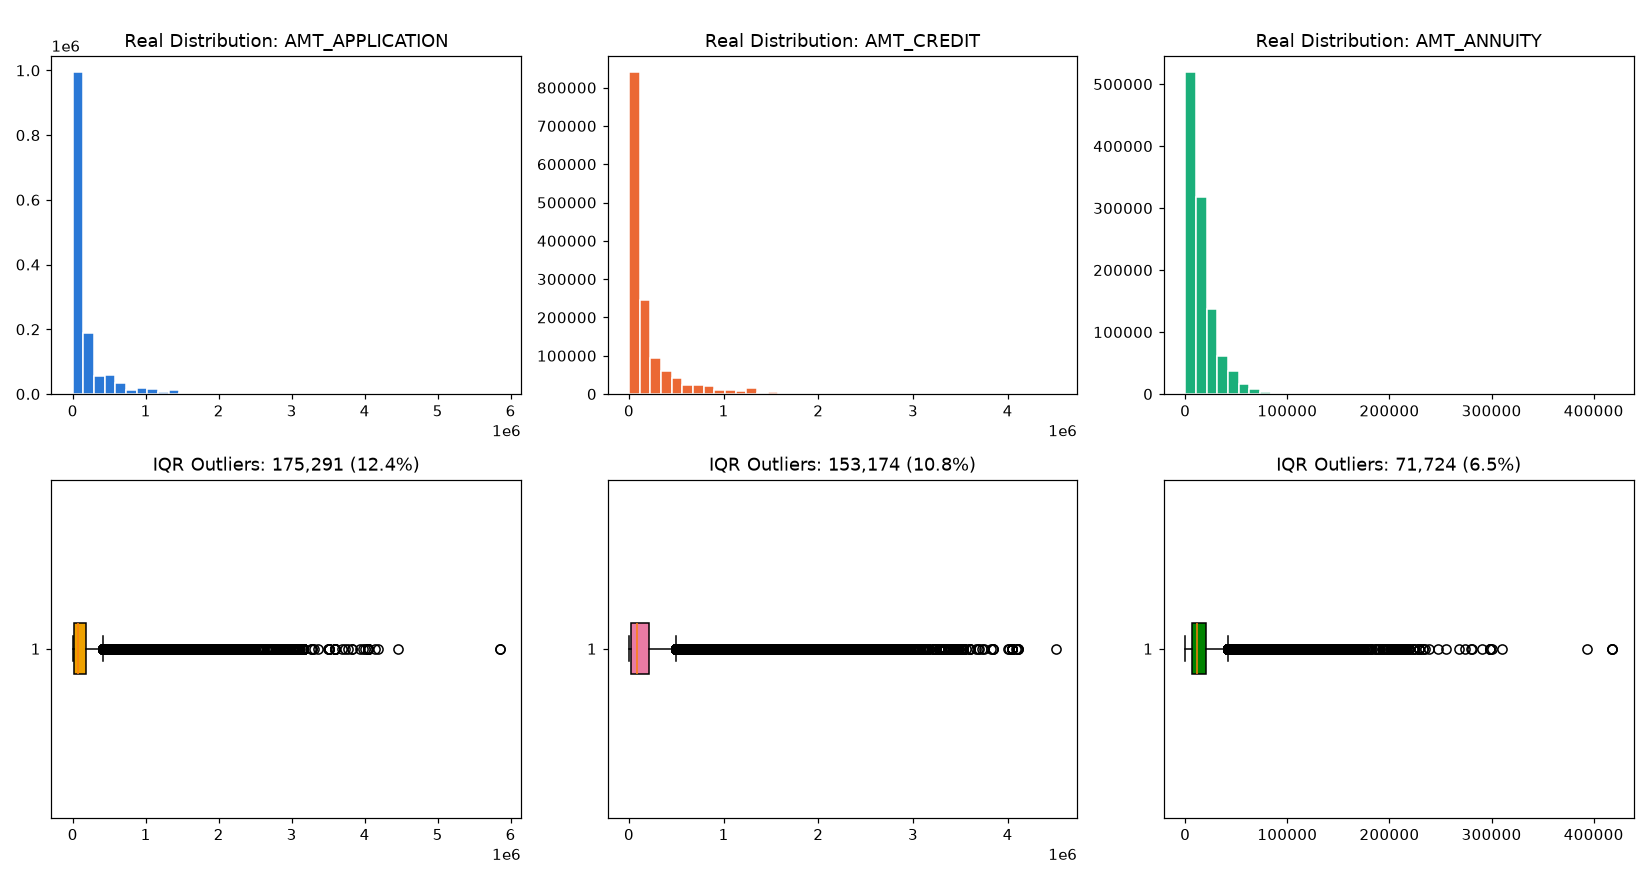 Real Distribution: AMT_APPLICATION
1e6
1.0
0.8
0.6
0.4
0.2
0.0
0 1 2 3 4 5 6
1e6
Real Distribution: AMT_CREDIT
800000
700000
600000
500000
400000
300000
200000
100000
0
0 1 2 3 4
1e6
Real Distribution: AMT_ANNUITY
500000
400000
300000
200000
100000
0
0 100000 200000 300000 400000
IQR Outliers: 175,291 (12.4%)
1
0 1 2 3 4 5 6
1e6
IQR Outliers: 153,174 (10.8%)
1
0 1 2 3 4
1e6
IQR Outliers: 71,724 (6.5%)
1
0 100000 200000 300000 400000